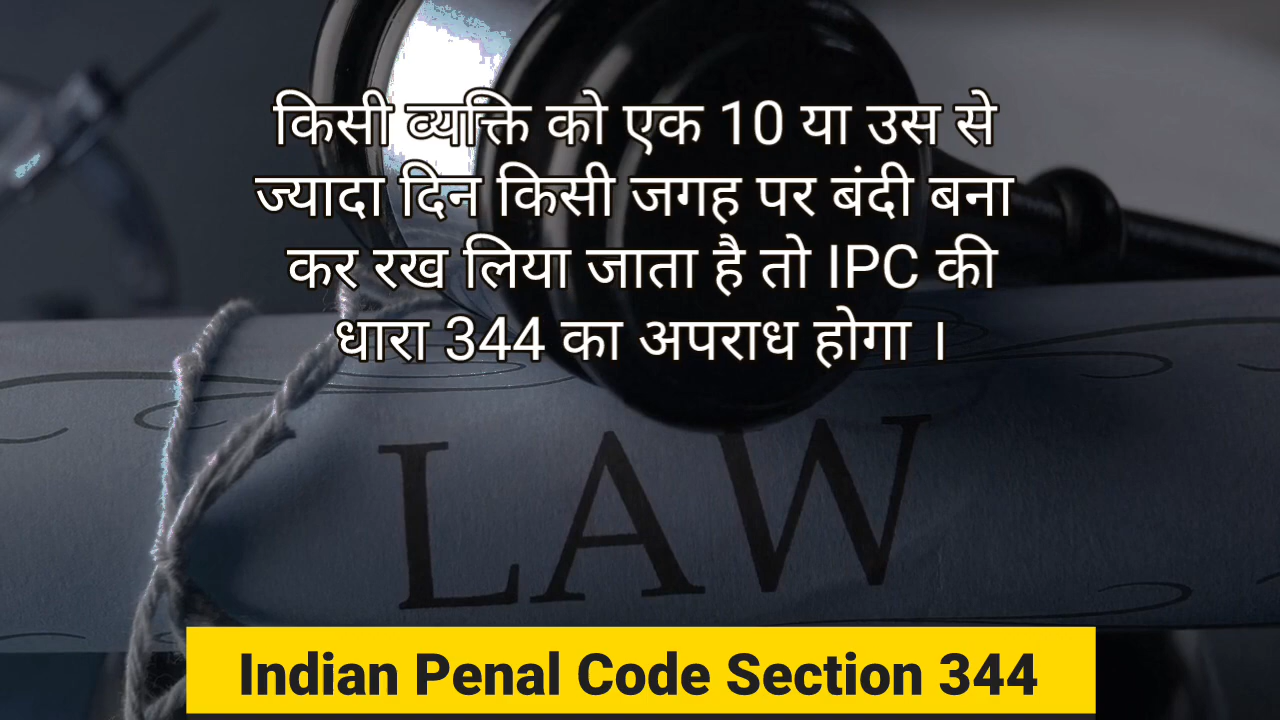 किसी व्यक्ति को एक 10 या उस से
ज्यादा दिन किसी जगह पर बंदी बना
कर रख लिया जाता है तो IPC की
धारा 344 का अपराध होगा ।
LAW
Indian Penal Code Section 344